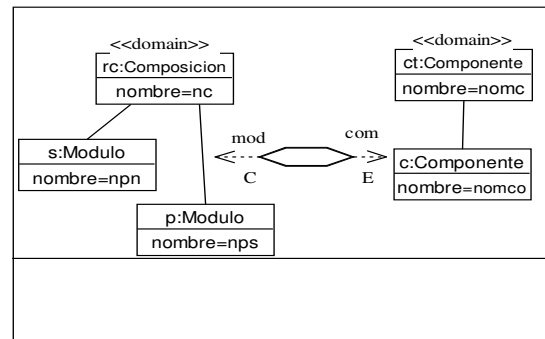 <<domain>>
rc:Composicion
nombre=nc
s:Modulo
nombre=npn
p:Modulo
nombre=nps
mod
C
com
E
<<domain>>
ct:Componente
nombre=nomc
c:Componente
nombre=nomco